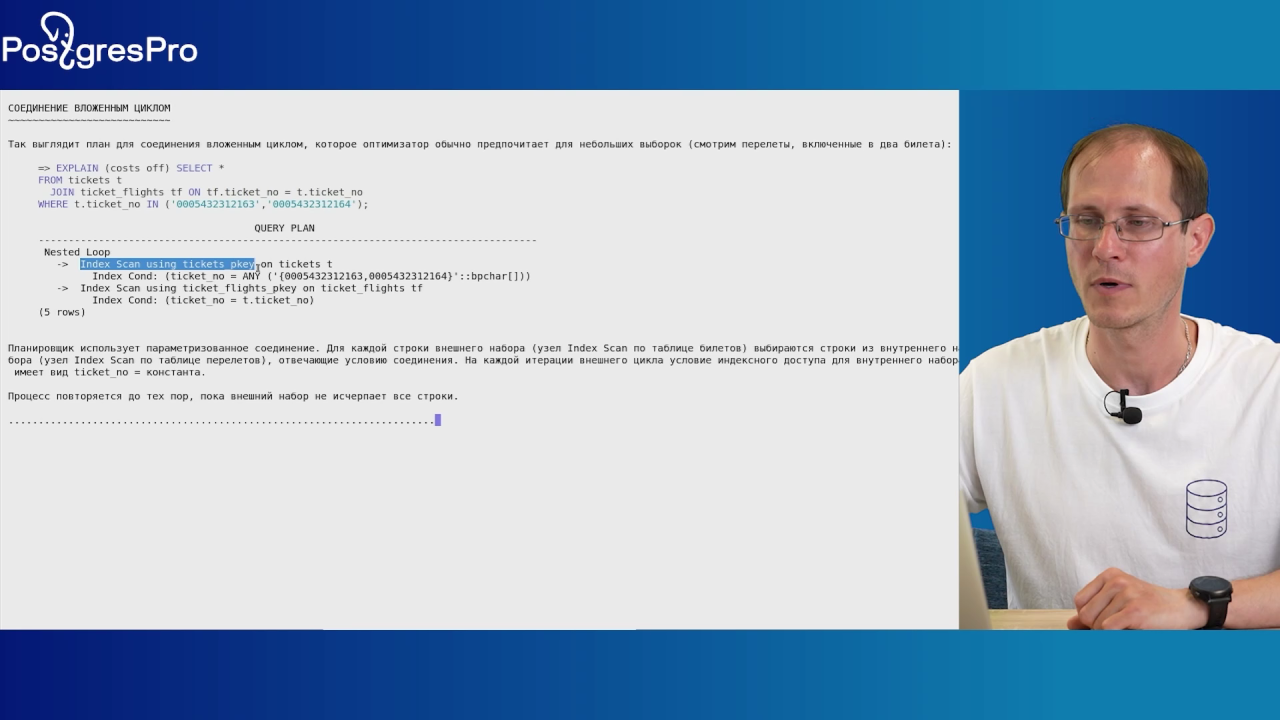 PostgresPro
СОЕДИНЕНИЕ ВЛОЖЕННЫМ ЦИКЛОМ
~~~~~~~~~~~~~~~~~~~~~~~~~~~
Так выглядит план для соединения вложенным циклом, которое оптимизатор обычно предпочитает для небольших выборок (смотрим перелеты, включенные в два билета):
=> EXPLAIN (costs off) SELECT *
FROM tickets t
JOIN ticket_flights tf ON tf.ticket_no = t.ticket_no
WHERE t.ticket_no IN ('0005432312163','0005432312164');
QUERY PLAN
-----------------------------------------------------------------------------------
Nested Loop
-> Index Scan using tickets_pkey on tickets t
Index Cond: (ticket_no = ANY ('{0005432312163,0005432312164}'::bpchar[]))
-> Index Scan using ticket_flights_pkey on ticket_flights tf
Index Cond: (ticket_no = t.ticket_no)
(5 rows)
Планировщик использует параметризованное соединение. Для каждой строки внешнего набора (узел Index Scan по таблице билетов) выбираются строки из внутреннего на
бора (узел Index Scan по таблице перелетов), отвечающие условию соединения. На каждой итерации внешнего цикла условие индексного доступа для внутреннего набора
имеет вид ticket_no = константа.
Процесс повторяется до тех пор, пока внешний набор не исчерпает все строки.
.......................................................................